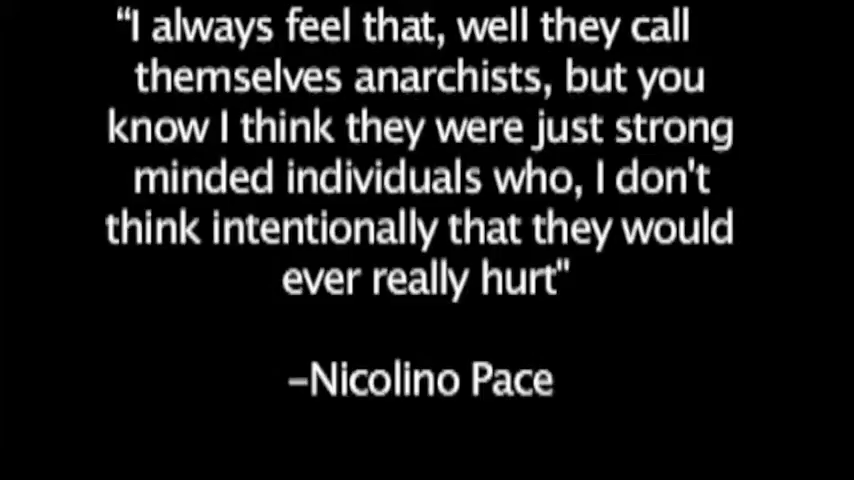 “I always feel that, well they call
themselves anarchists, but you
know I think they were just strong
minded individuals who, I don't
think intentionally that they would
ever really hurt"
–Nicolino Pace